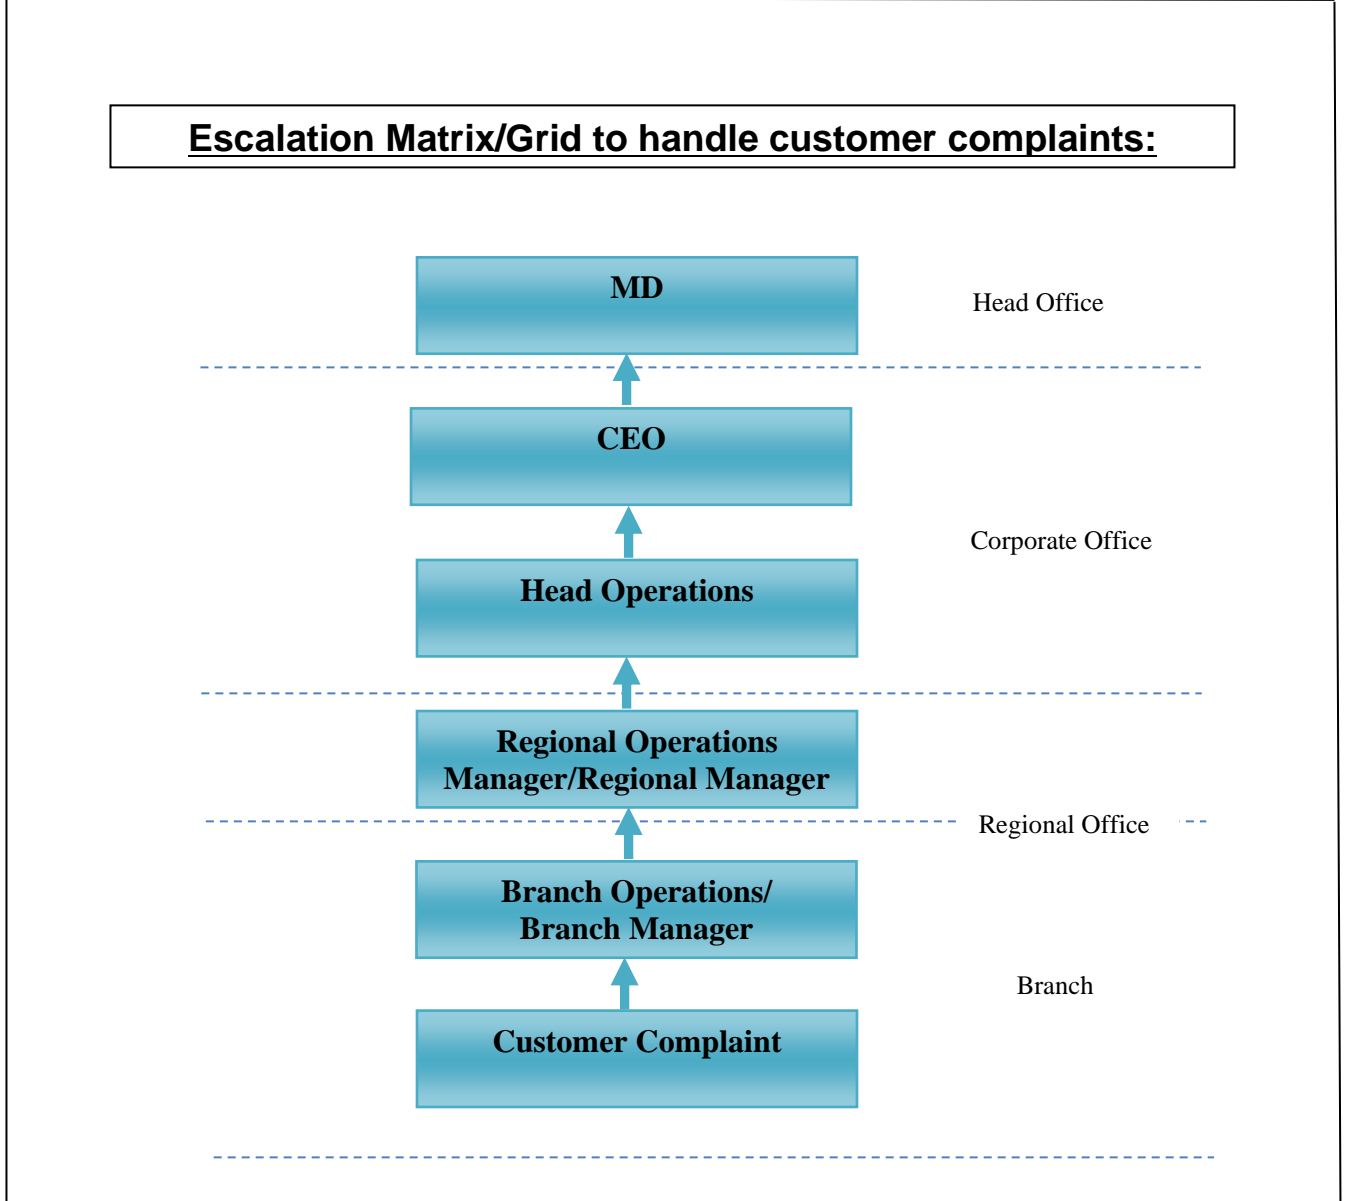 Escalation Matrix/Grid to handle customer complaints:
MD
Head Office
CEO
Corporate Office
Head Operations
Regional Operations
Manager/Regional Manager
Regional Office
Branch Operations/
Branch Manager
Branch
Customer Complaint